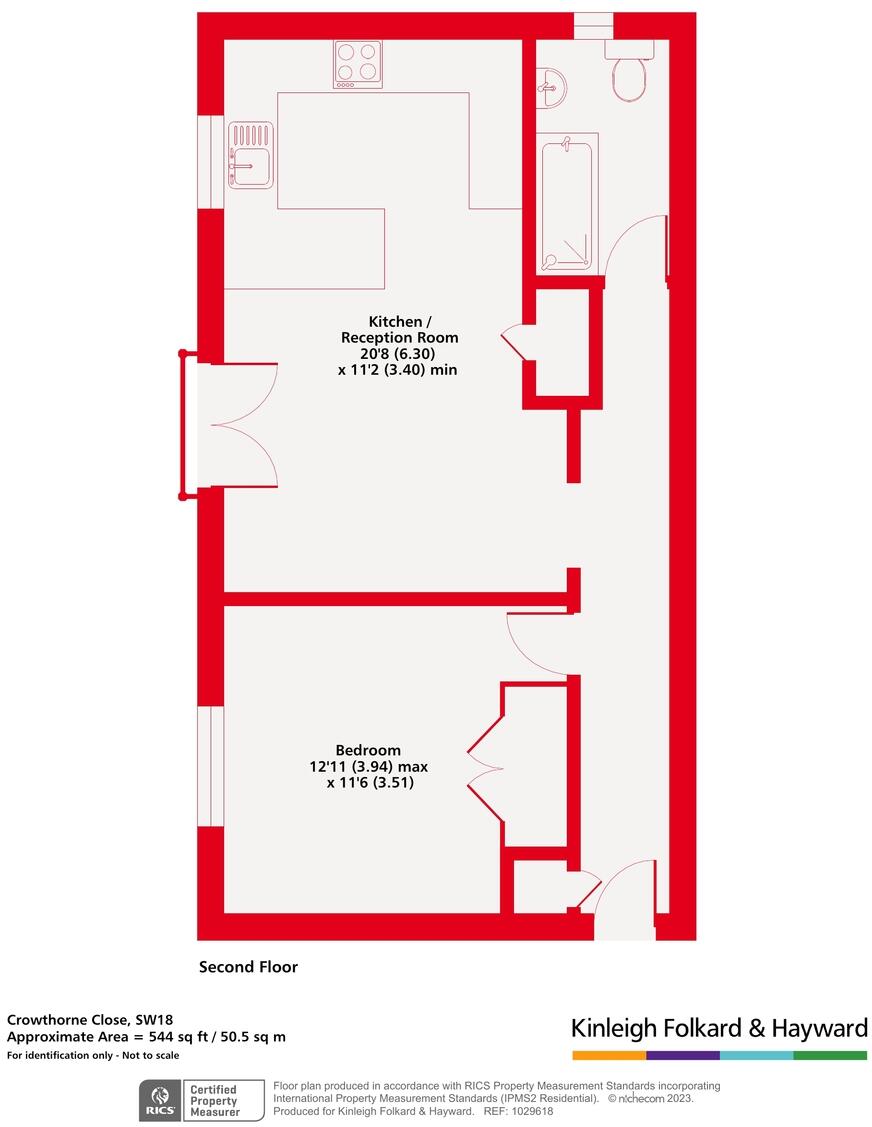 Kitchen /
Reception Room
20'8 (6.30)
x 11'2 (3.40) min
Bedroom
12'11 (3.94) max
x 11'6 (3.51)
Second Floor
Crowthorne Close, SW18
Approximate Area = 544 sq ft / 50.5 sq m
For identification only - Not to scale
Kinleigh Folkard & Hayward
RICS
Certified
Property
Measurer
Floor plan produced in accordance with RICS Property Measurement Standards incorporating
International Property Measurement Standards (IPMS2 Residential). © nichecom 2023.
Produced for Kinleigh Folkard & Hayward. REF: 1029618